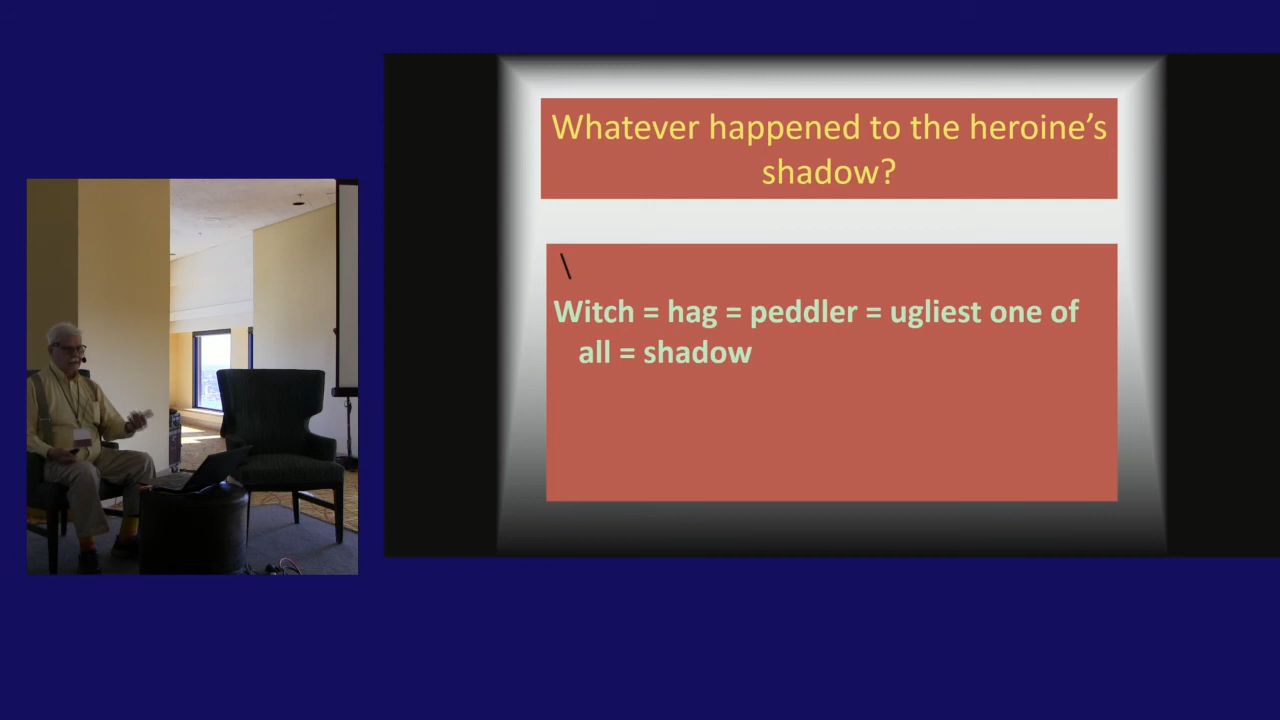 Whatever happened to the heroine’s
shadow?
\
Witch = hag = peddler = ugliest one of
all = shadow